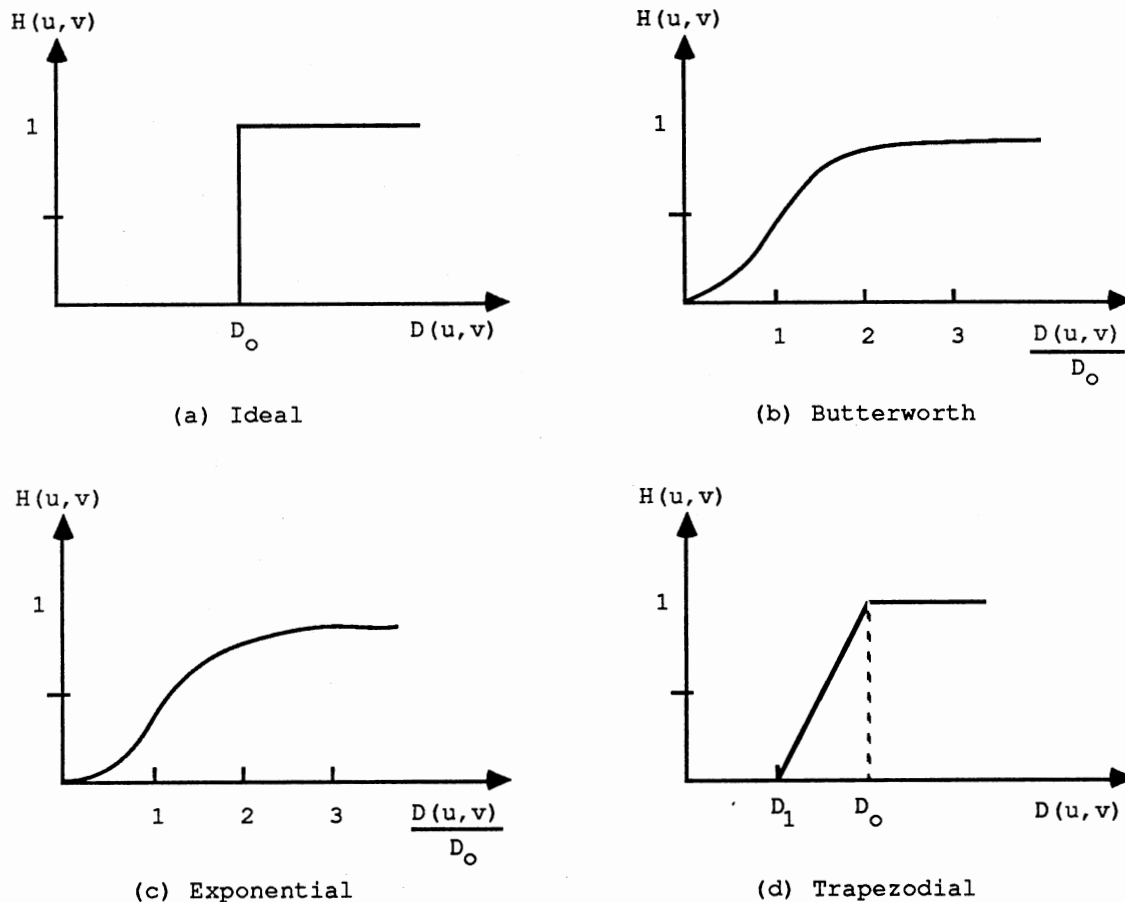 H(u,v)
1
D₀
D(u,v)
(a) Ideal
H(u,v)
1
1 2 3
D(u,v)
D₀
(b) Butterworth
H(u,v)
1
1 2 3
D(u,v)
D₀
(c) Exponential
H(u,v)
1
D₁
D₀
D(u,v)
(d) Trapezodial